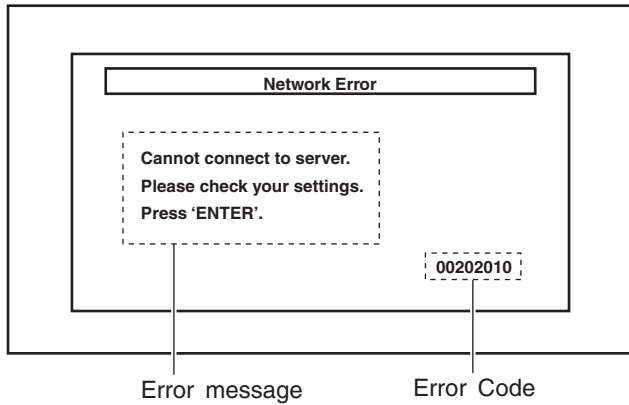 Network Error
Cannot connect to server.
Please check your settings.
Press ‘ENTER’.
00202010
Error message
Error Code